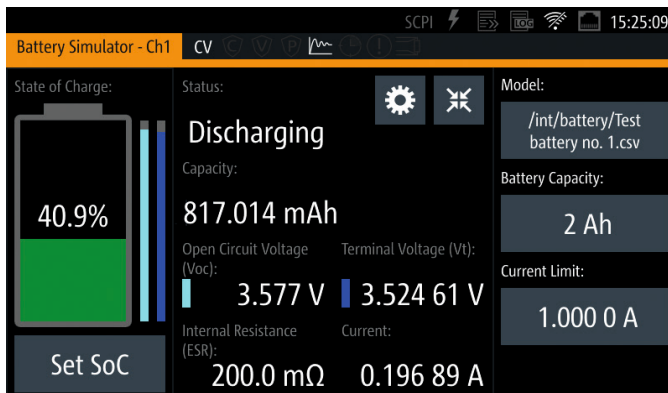 SCPI LOG 15:25:09
Battery Simulator - Ch1 CV C V P
State of Charge:
40.9%
Set SoC
Status:
Discharging
Capacity:
817.014 mAh
Open Circuit Voltage
(Voc):
3.577 V
Terminal Voltage (Vt):
3.524 61 V
Internal Resistance
(ESR):
200.0 mΩ
Current:
0.196 89 A
Model:
/int/battery/Test
battery no. 1.csv
Battery Capacity:
2 Ah
Current Limit:
1.000 0 A